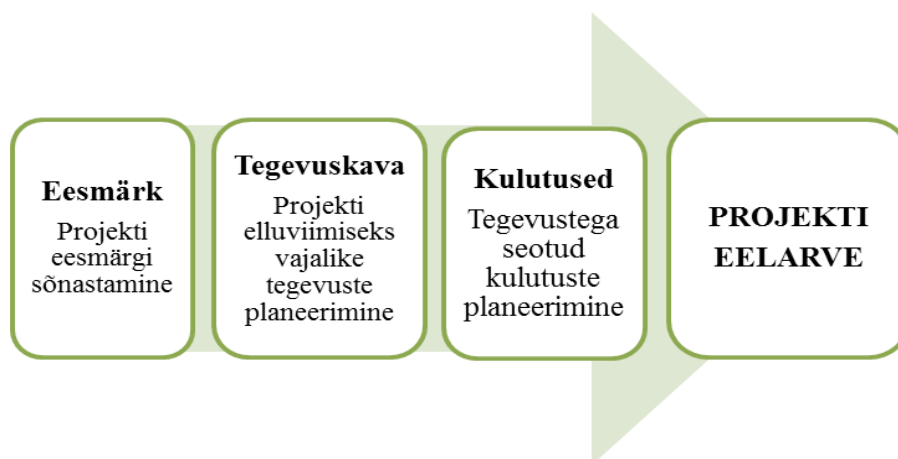 Eesmärk
Projekti
eesmärgi
sõnastamine
Tegevuskava
Projekti
elluviimiseks
vajalike
tegevuste
planeerimine
Kulutused
Tegevustega
seotud
kulutuste
planeerimine
PROJEKTI
EELARVE